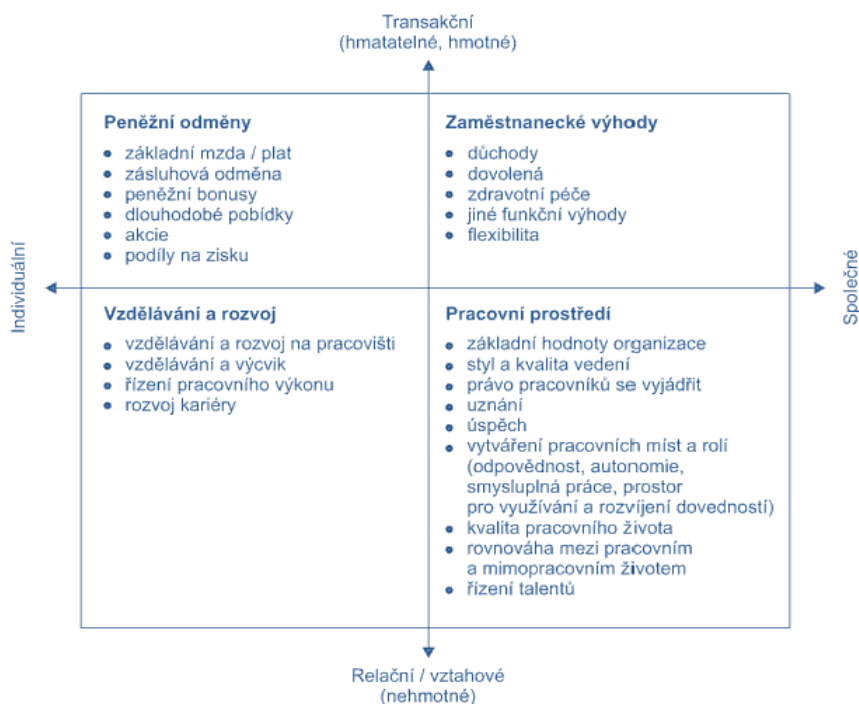 Transakční
(hmatatelné, hmotné)
Peněžní odměny
• základní mzda / plat
• zásluhová odměna
• peněžní bonusy
• dlouhodobé pobídky
• akcie
• podíly na zisku
Zaměstnanecké výhody
• důchody
• dovolená
• zdravotní péče
• jiné funkční výhody
• flexibilita
Individuální
Společné
Vzdělávání a rozvoj
• vzdělávání a rozvoj na pracovišti
• vzdělávání a výcvik
• řízení pracovního výkonu
• rozvoj kariéry
Pracovní prostředí
• základní hodnoty organizace
• styl a kvalita vedení
• právo pracovníků se vyjádřit
• uznání
• úspěch
• vytváření pracovních míst a rolí
(odpovědnost, autonomie,
smysluplná práce, prostor
pro využívání a rozvíjení dovedností)
• kvalita pracovního života
• rovnováha mezi pracovním
a mimopracovním životem
• řízení talentů
Relační / vztahové
(nehmotné)